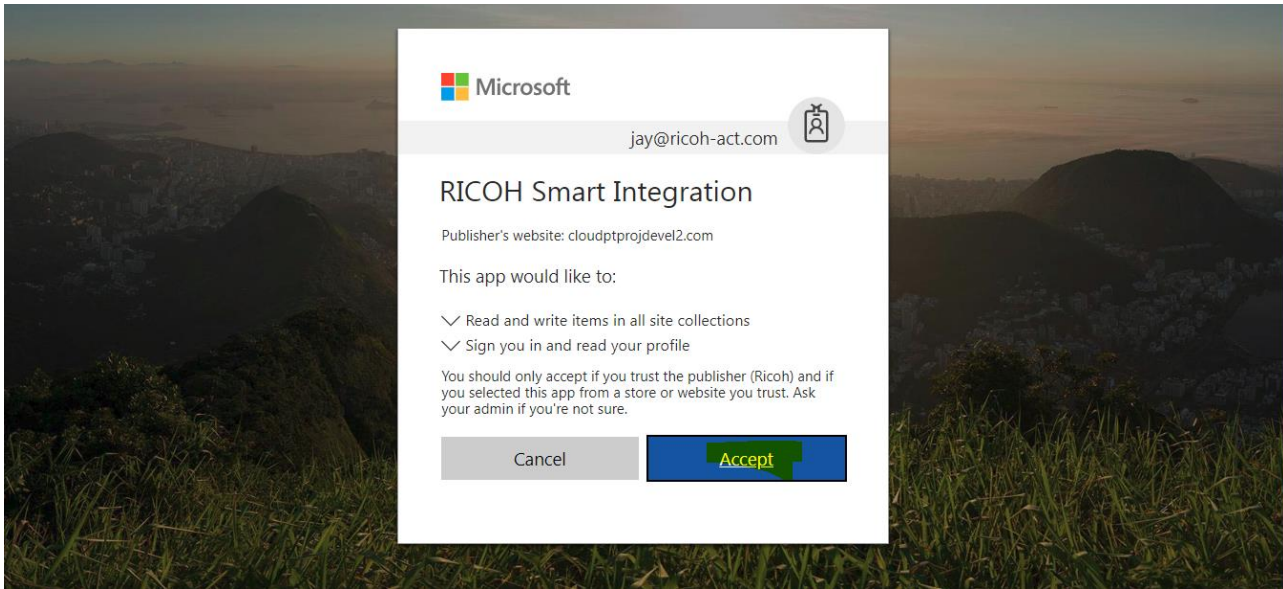 Microsoft
jay@ricoh-act.com
RICOH Smart Integration
Publisher's website: cloudptprojdevel2.com
This app would like to:
Read and write items in all site collections
Sign you in and read your profile
You should only accept if you trust the publisher (Ricoh) and if
you selected this app from a store or website you trust. Ask
your admin if you're not sure.
Cancel
Accept